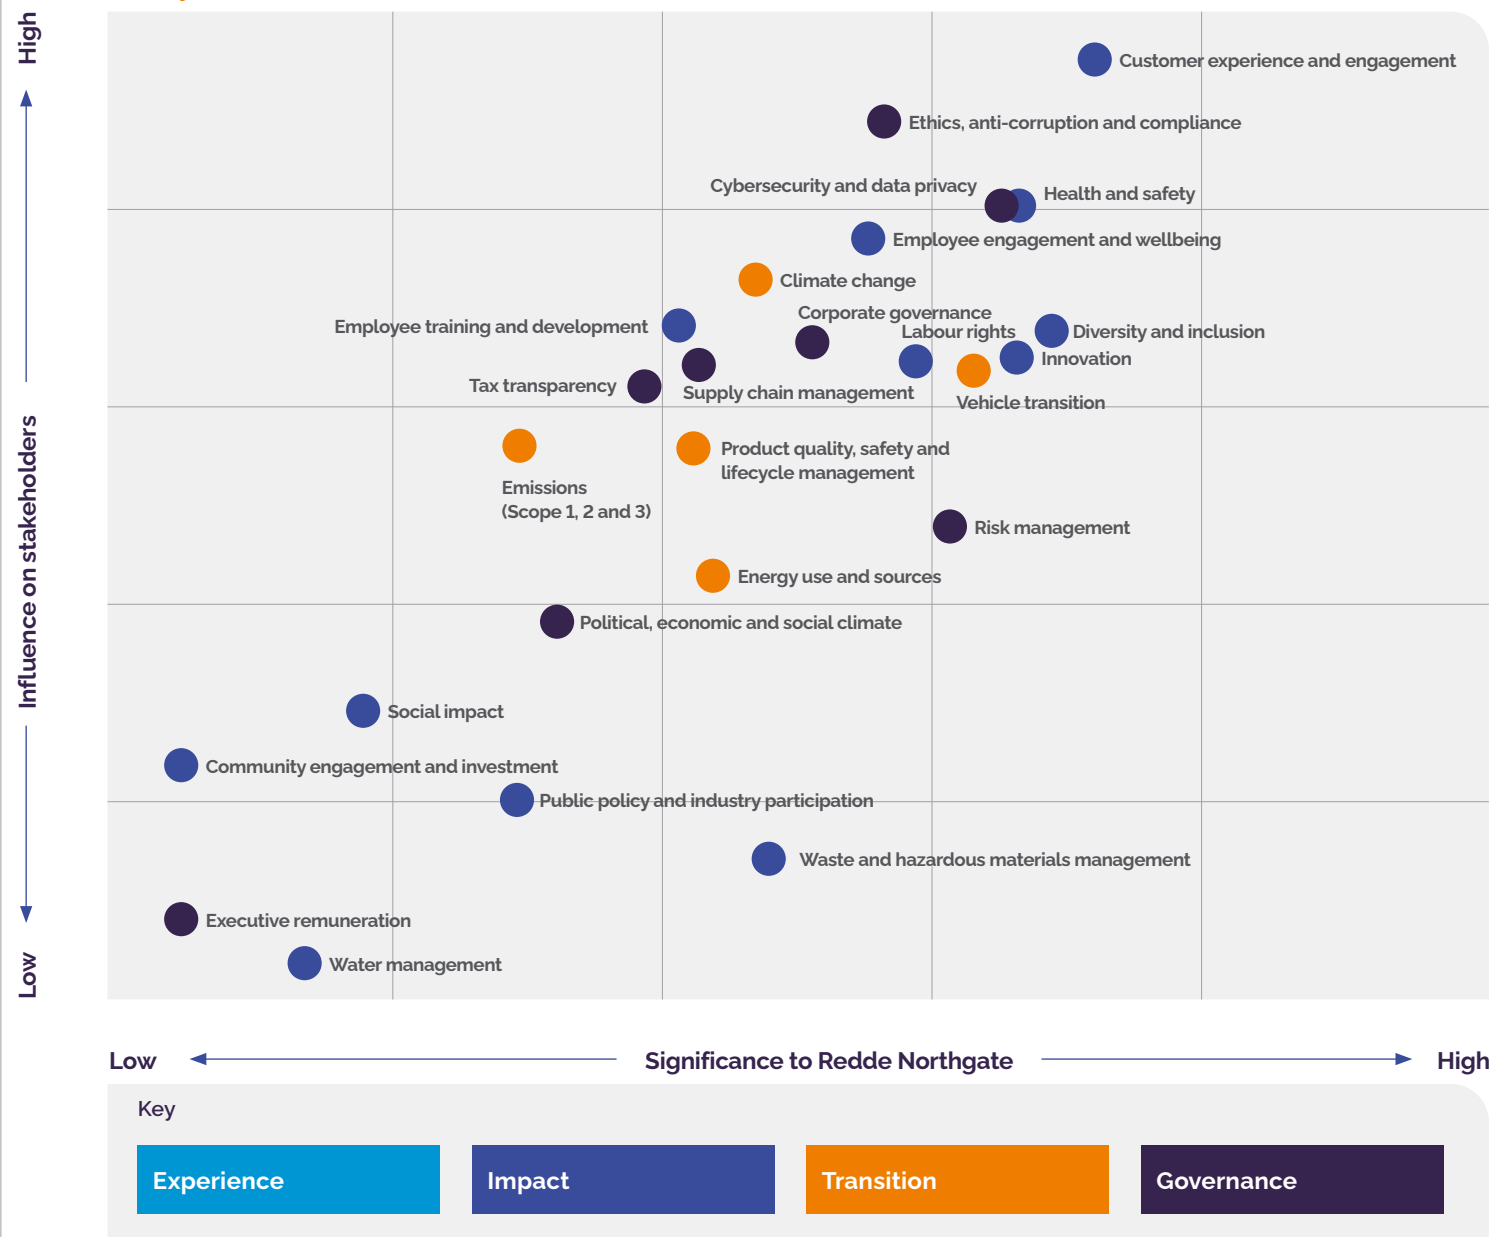 High
Influence on stakeholders
Low
Customer experience and engagement
Ethics, anti-corruption and compliance
Cybersecurity and data privacy
Health and safety
Employee engagement and wellbeing
Climate change
Corporate governance
Employee training and development
Labour rights
Diversity and inclusion
Innovation
Tax transparency
Supply chain management
Vehicle transition
Product quality, safety and
lifecycle management
Emissions
(Scope 1, 2 and 3)
Risk management
Energy use and sources
Political, economic and social climate
Social impact
Community engagement and investment
Public policy and industry participation
Waste and hazardous materials management
Executive remuneration
Water management
Low
Significance to Redde Northgate
High
Key
Experience
Impact
Transition
Governance